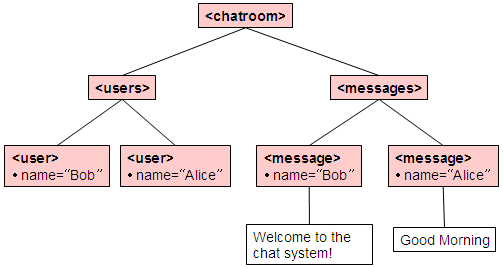 <chatroom>
<users>
<messages>
<user>
• name=“Bob”
<user>
• name=“Alice”
<message>
• name=“Bob”
<message>
• name=“Alice”
Welcome to the
chat system!
Good Morning